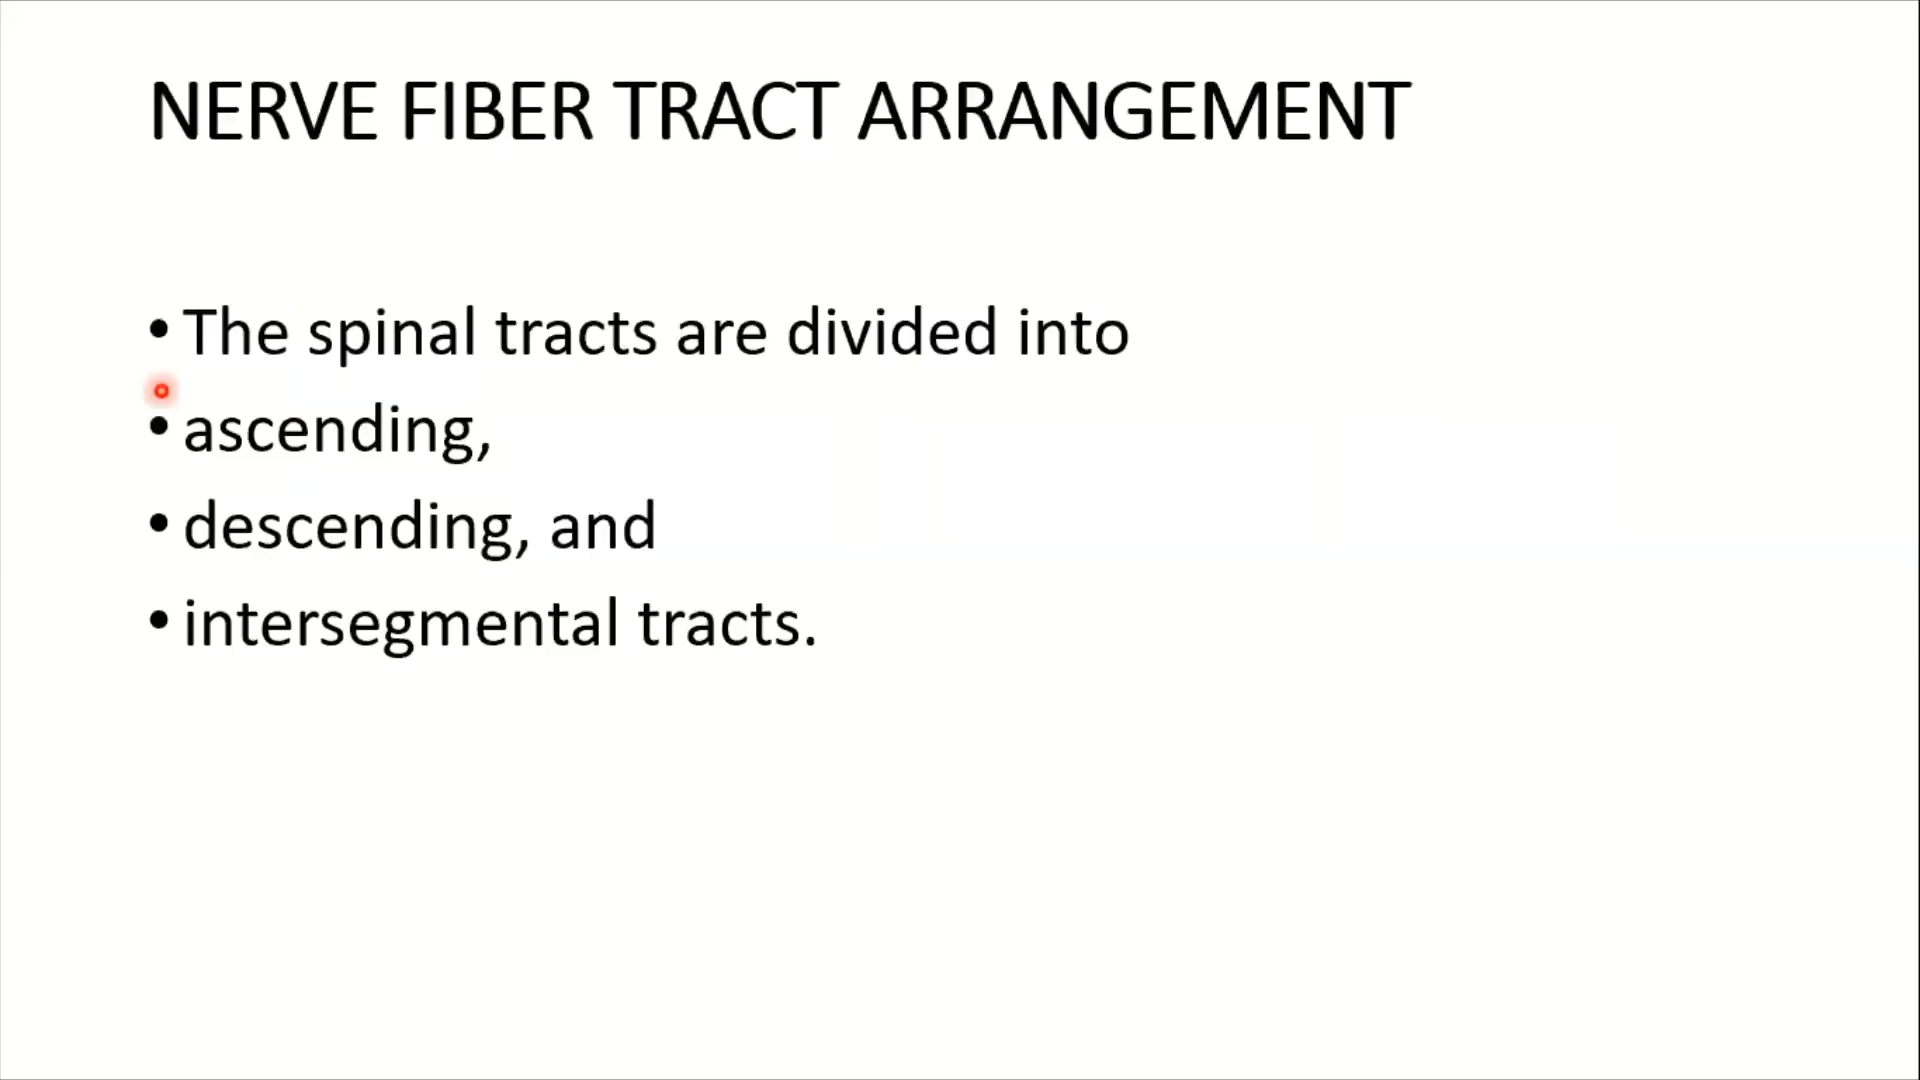 NERVE FIBER TRACT ARRANGEMENT
• The spinal tracts are divided into
• ascending,
• descending, and
• intersegmental tracts.